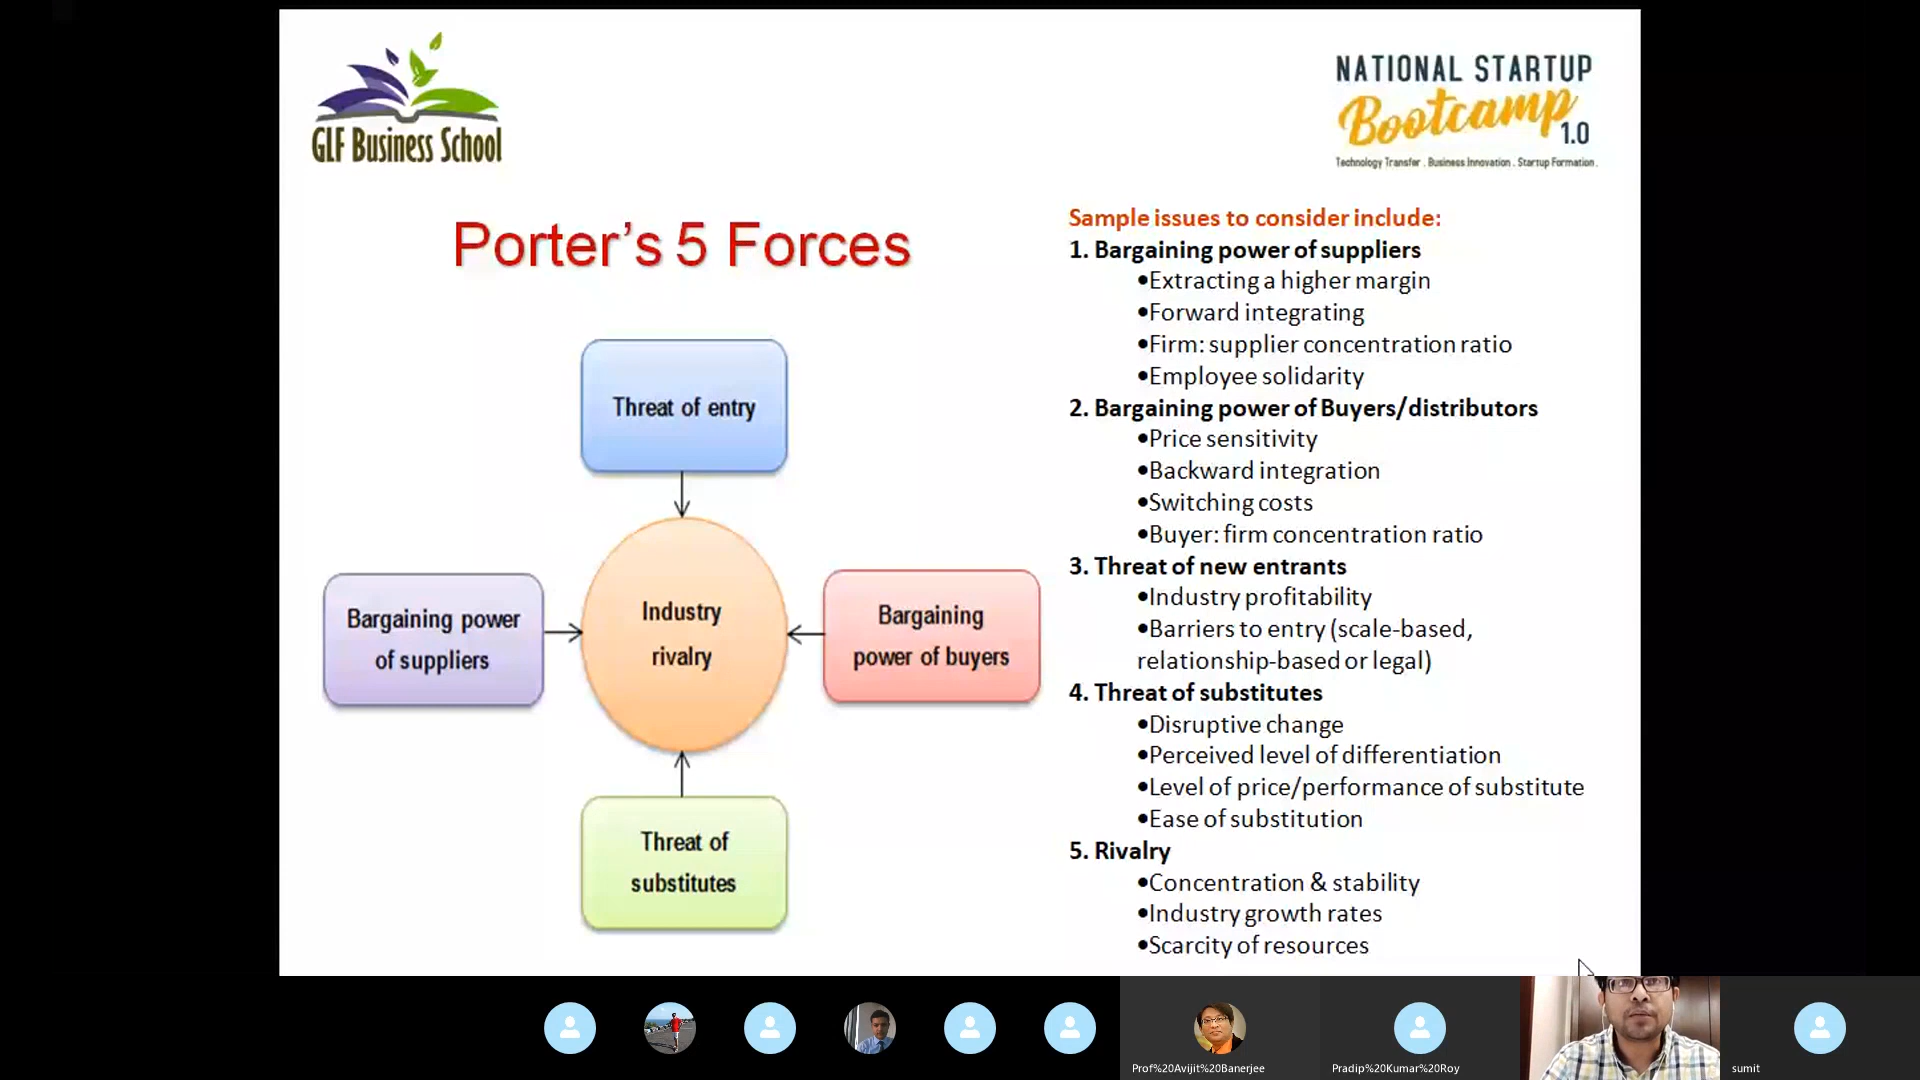 GLF Business School
NATIONAL STARTUP
Bootcamp
1.0
Technology Transfer . Business Innovation . Startup Formation .
Porter's 5 Forces
Threat of entry
Bargaining power
of suppliers
Industry
rivalry
Bargaining
power of buyers
Threat of
substitutes
Sample issues to consider include:
1. Bargaining power of suppliers
•Extracting a higher margin
•Forward integrating
•Firm: supplier concentration ratio
•Employee solidarity
2. Bargaining power of Buyers/distributors
•Price sensitivity
•Backward integration
•Switching costs
•Buyer: firm concentration ratio
3. Threat of new entrants
•Industry profitability
•Barriers to entry (scale-based,
relationship-based or legal)
4. Threat of substitutes
•Disruptive change
•Perceived level of differentiation
•Level of price/performance of substitute
•Ease of substitution
5. Rivalry
•Concentration & stability
•Industry growth rates
•Scarcity of resources
Prof%20Avijit%20Banerjee
Pradip%20Kumar%20Roy
sumit